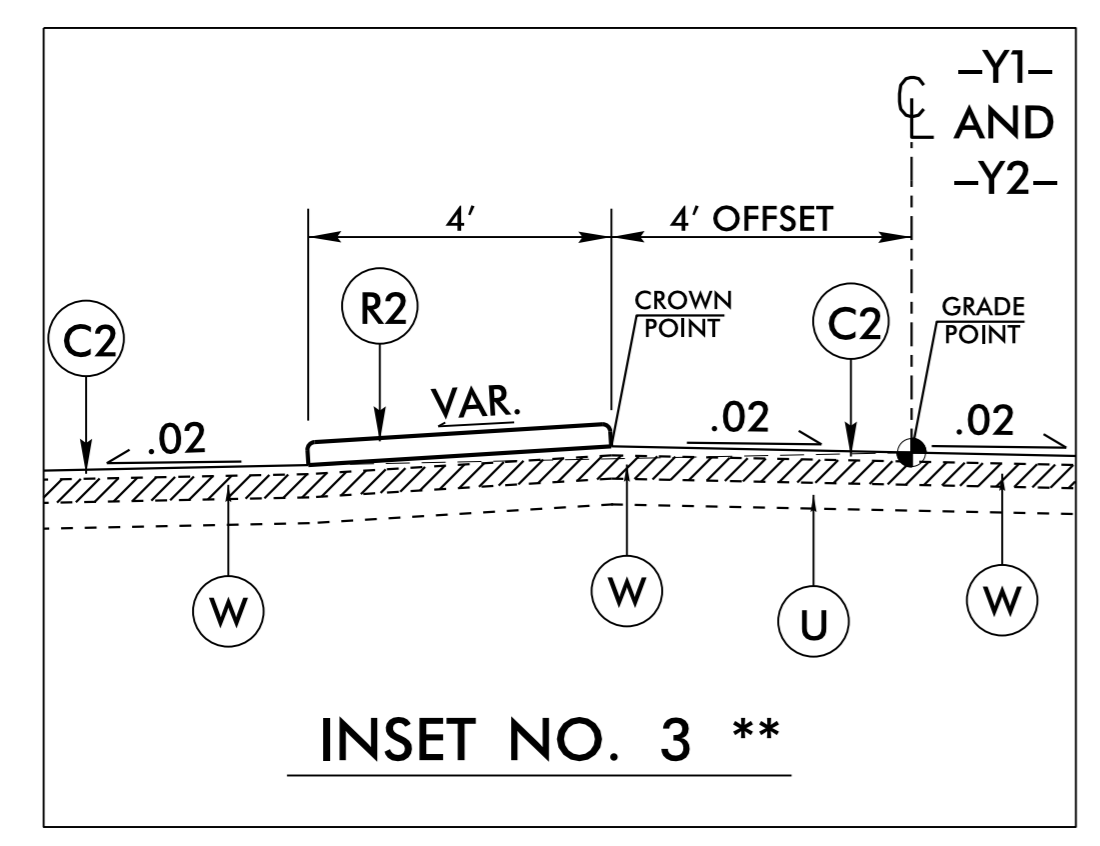 ℄ –Y1–
AND
–Y2–
4'
4' OFFSET
C2
R2
CROWN
POINT
C2
GRADE
POINT
.02
VAR.
.02
.02
W
W
U
W
INSET NO. 3 **